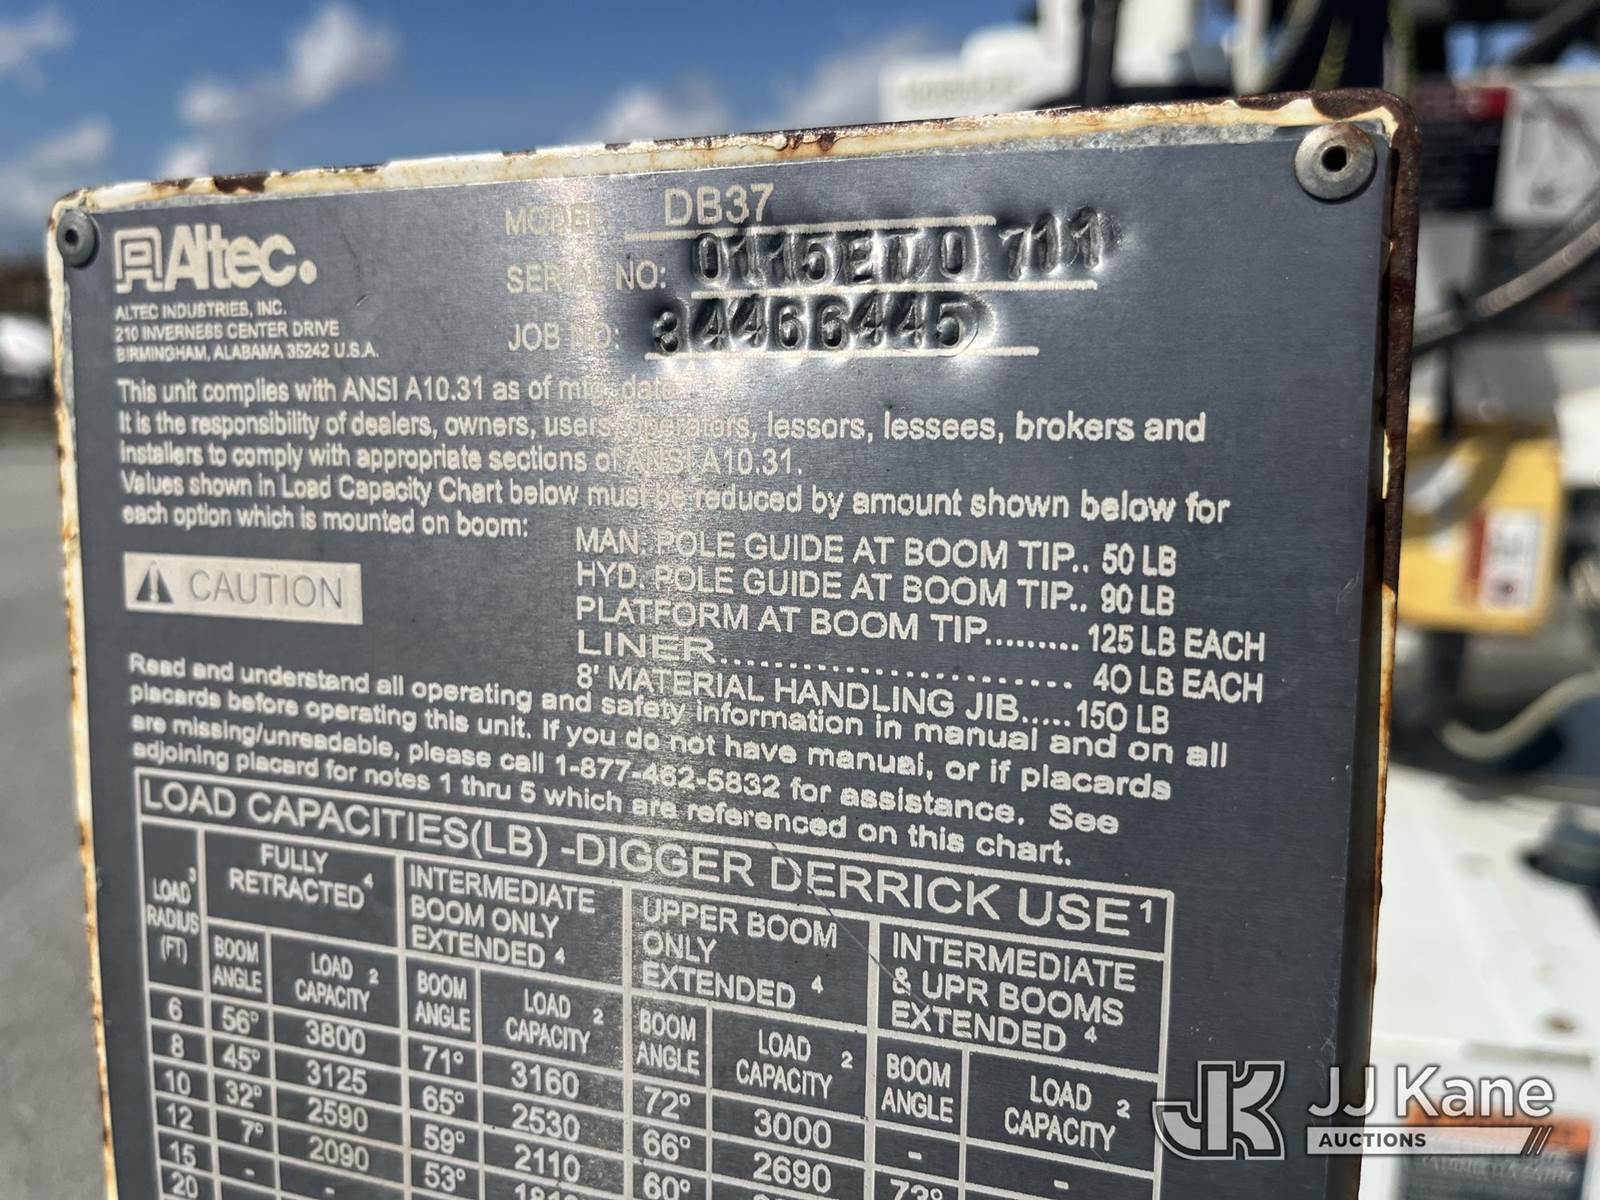 Altec.
ALTEC INDUSTRIES, INC.
210 INVERNESS CENTER DRIVE
BIRMINGHAM, ALABAMA 35242 U.S.A.
MODEL DB37
SERIAL NO: 0115ET0 711
JOB NO: 34466445
This unit complies with ANSI A10.31 as of mfg. date.
It is the responsibility of dealers, owners, users, operators, lessors, lessees, brokers and
installers to comply with appropriate sections of ANSI A10.31.
Values shown in Load Capacity Chart below must be reduced by amount shown below for
each option which is mounted on boom:
MAN. POLE GUIDE AT BOOM TIP.. 50 LB
HYD. POLE GUIDE AT BOOM TIP.. 90 LB
PLATFORM AT BOOM TIP......... 125 LB EACH
LINER........................ 40 LB EACH
8' MATERIAL HANDLING JIB.....150 LB
CAUTION
Read and understand all operating and safety information in manual and on all
placards before operating this unit. If you do not have manual, or if placards
are missing/unreadable, please call 1-877-462-5832 for assistance. See
adjoining placard for notes 1 thru 5 which are referenced on this chart.
LOAD CAPACITIES(LB) -DIGGER DERRICK USE 1
LOAD 3
RADIUS
(FT)
FULLY
RETRACTED 4
INTERMEDIATE
BOOM ONLY
EXTENDED 4
UPPER BOOM
ONLY
EXTENDED 4
INTERMEDIATE
& UPR BOOMS
EXTENDED 4
BOOM
ANGLE
LOAD 2
CAPACITY
BOOM
ANGLE
LOAD 2
CAPACITY
BOOM
ANGLE
LOAD 2
CAPACITY
BOOM
ANGLE
LOAD 2
CAPACITY
6 56° 3800 71° 3160 72° 3000 - -
8 45° 3125 65° 2530 66° 2690 73°
10 32° 2590 59° 2110 60°
12 7° 2090 53°
15 - -
20
JK JJ Kane
AUCTIONS